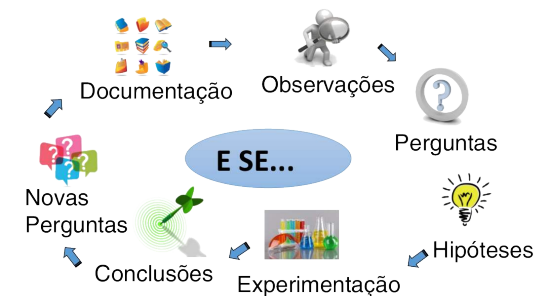 Documentação
Observações
Perguntas
E SE...
Hipóteses
Experimentação
Conclusões
Novas
Perguntas